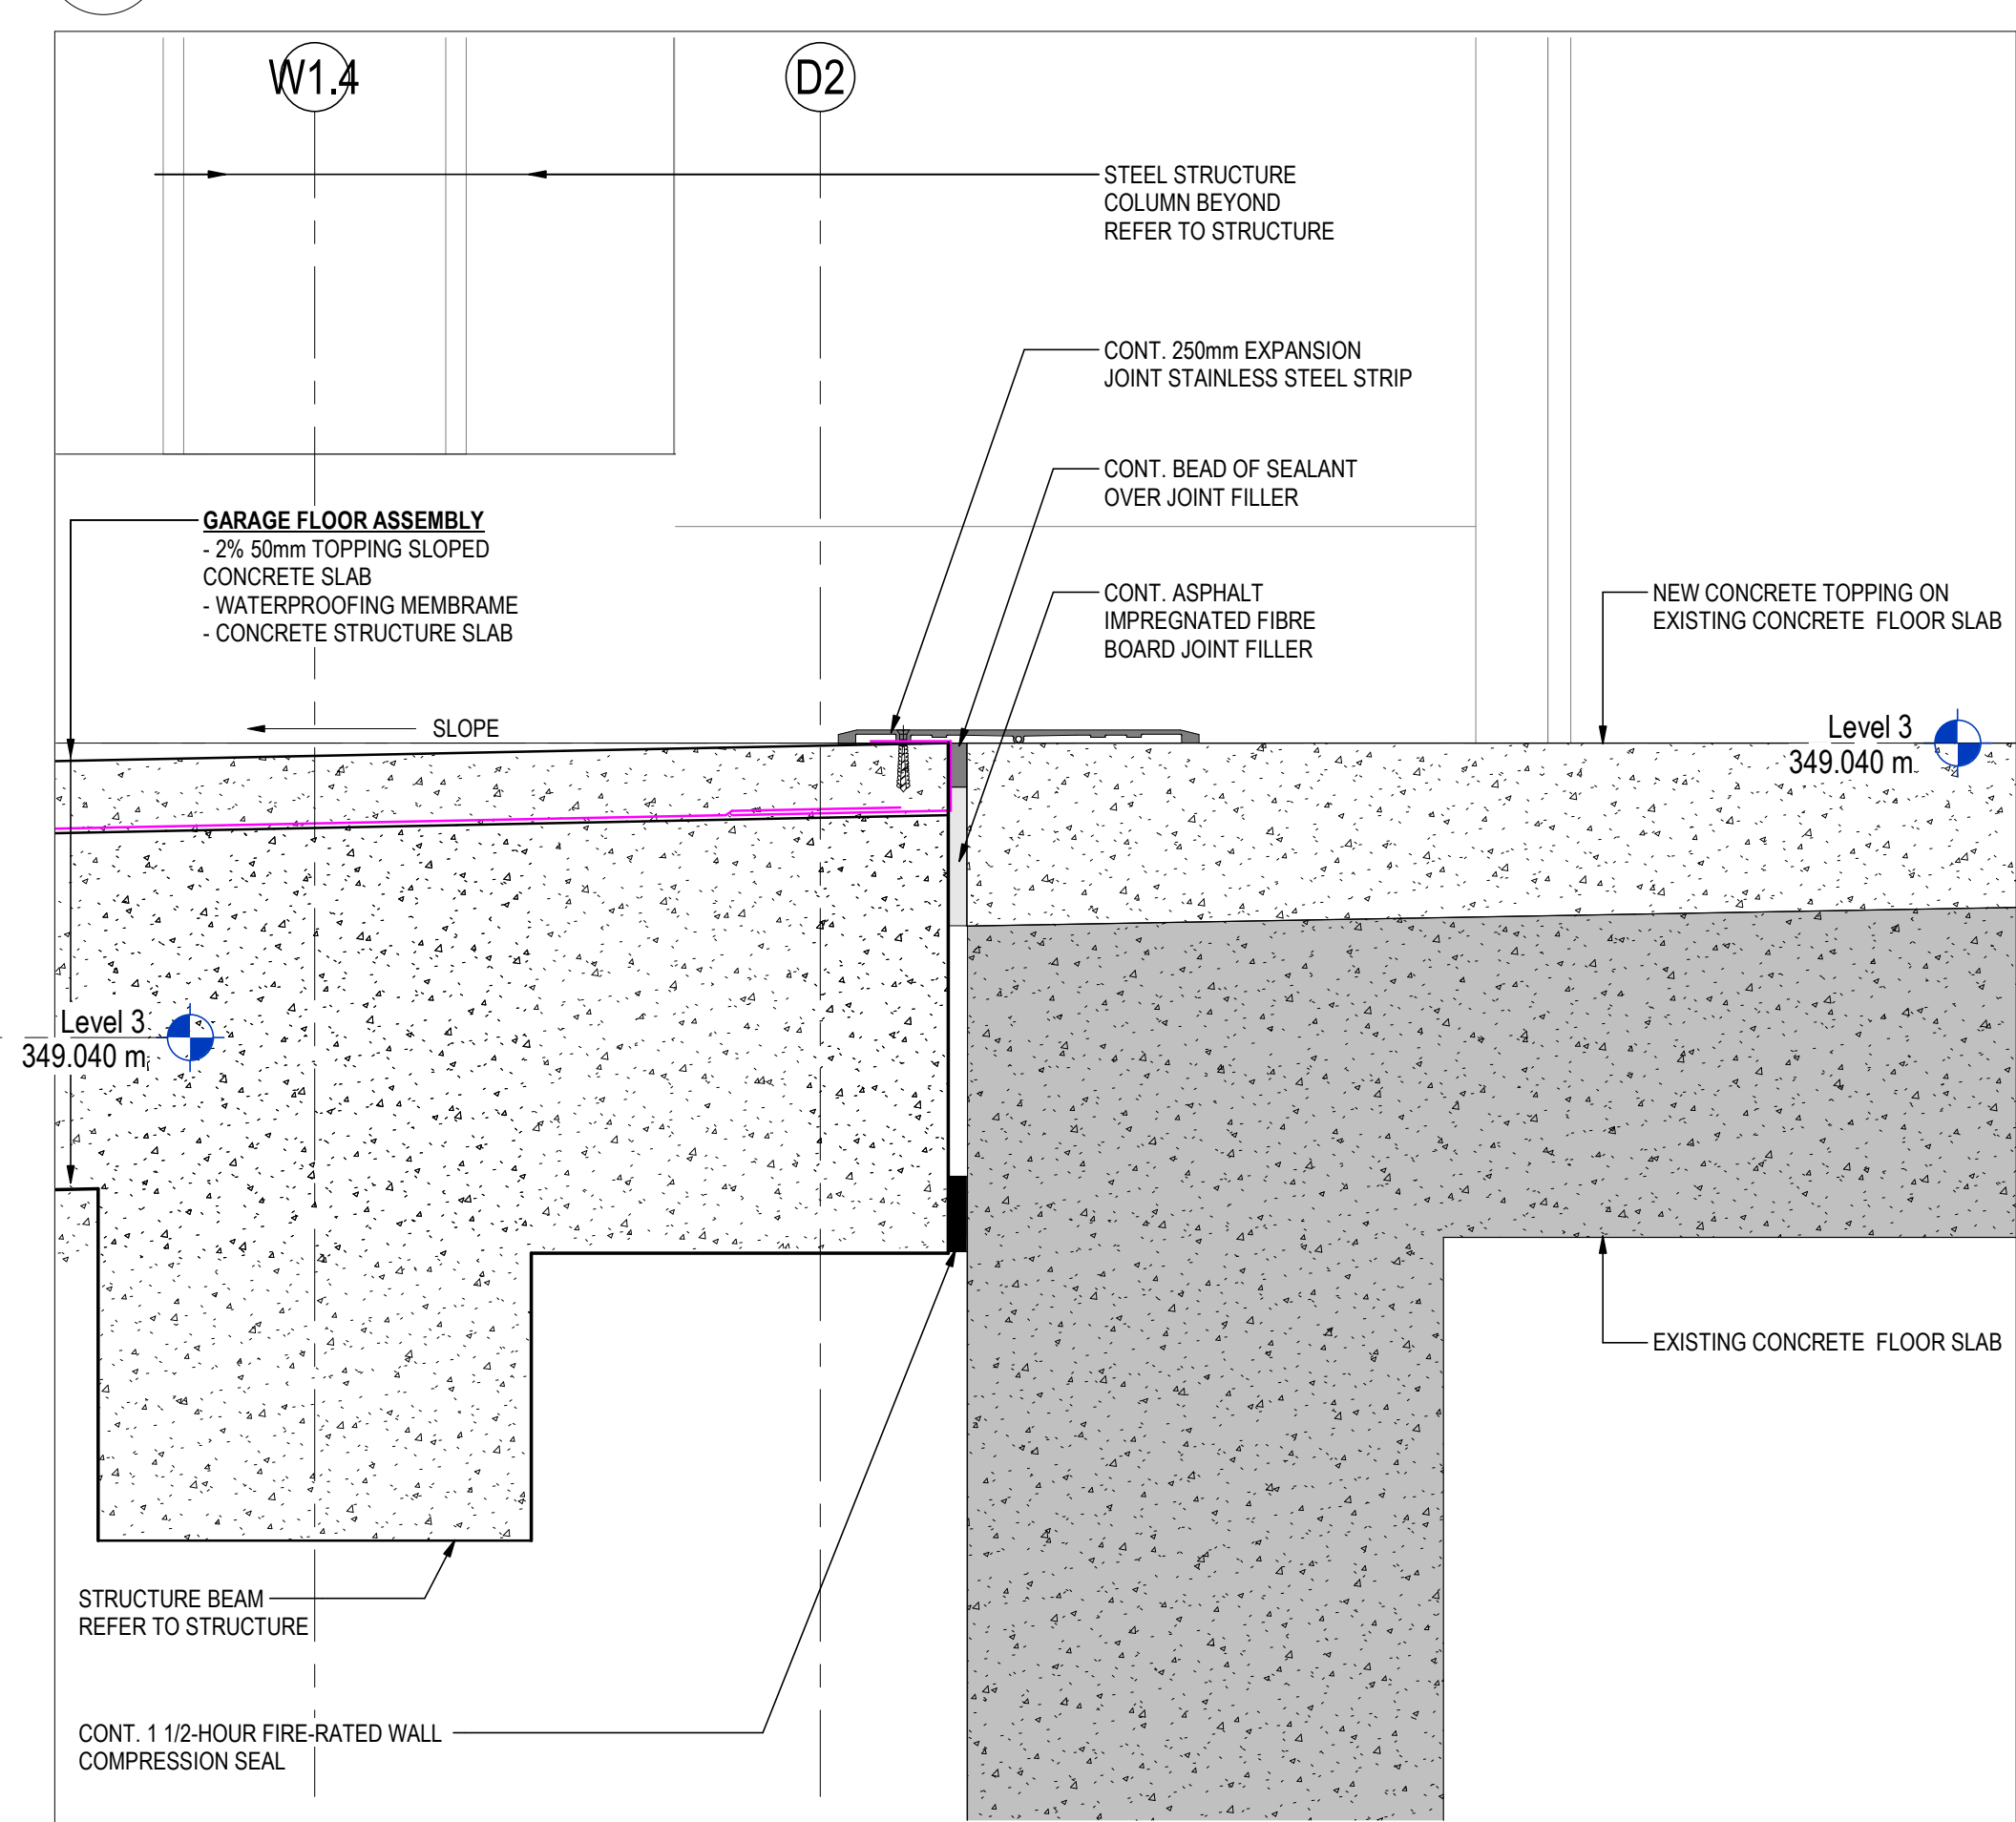 W1.4
D2
STEEL STRUCTURE
COLUMN BEYOND
REFER TO STRUCTURE
CONT. 250mm EXPANSION
JOINT STAINLESS STEEL STRIP
CONT. BEAD OF SEALANT
OVER JOINT FILLER
GARAGE FLOOR ASSEMBLY
- 2% 50mm TOPPING SLOPED
CONCRETE SLAB
- WATERPROOFING MEMBRAME
- CONCRETE STRUCTURE SLAB
CONT. ASPHALT
IMPREGNATED FIBRE
BOARD JOINT FILLER
NEW CONCRETE TOPPING ON
EXISTING CONCRETE FLOOR SLAB
SLOPE
Level 3
349.040 m
Level 3
349.040 m
EXISTING CONCRETE FLOOR SLAB
STRUCTURE BEAM
REFER TO STRUCTURE
CONT. 1 1/2-HOUR FIRE-RATED WALL
COMPRESSION SEAL